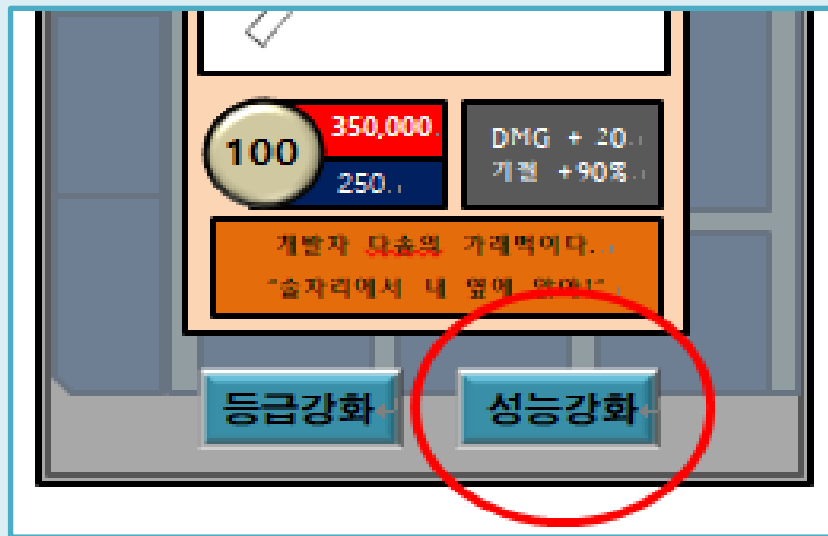 100
350,000
250
DMG + 20
기절 +90%
개발자 다솜의 가래떡이다..
"술자리에서 내 옆에 앉아!"
등급강화
성능강화